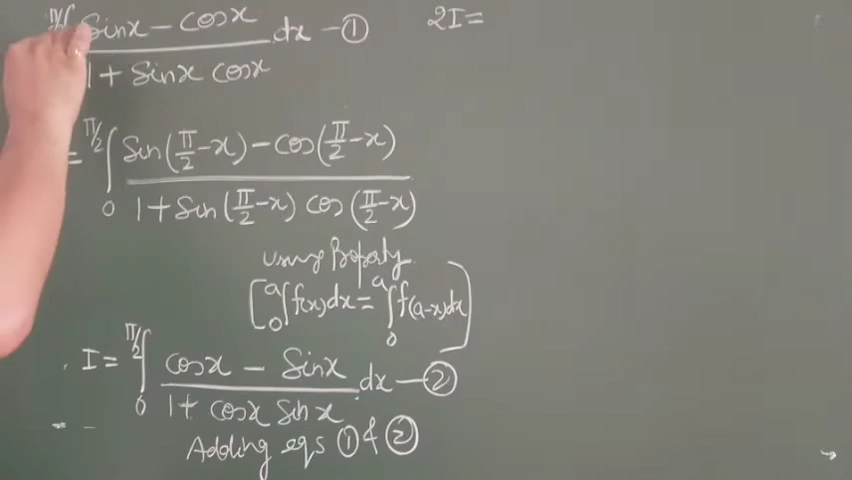 π/2∫ Sinx − cosx / 1 + Sinx cosx dx − ①
= π/2∫0 Sin(π/2−x) − cos(π/2−x) / 1 + Sin(π/2−x) cos(π/2−x)
using Property
[a∫0 f(x)dx = a∫0 f(a−x)dx]
I = π/2∫0 cosx − Sinx / 1 + cosx Sinx dx − ②
= -
Adding eqs ① & ②
2I =